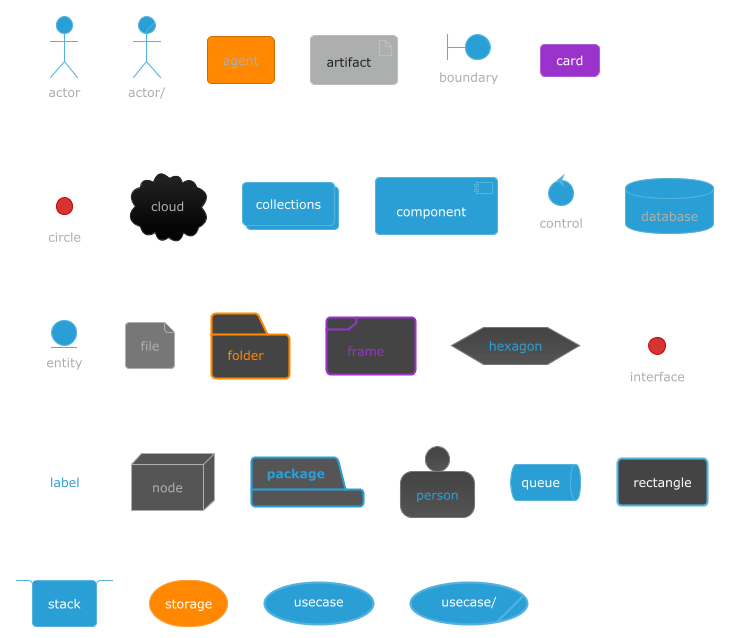 actor
actor/
agent
artifact
boundary
card
circle
cloud
collections
component
control
database
entity
file
folder
frame
hexagon
interface
label
node
package
person
queue
rectangle
stack
storage
usecase
usecase/